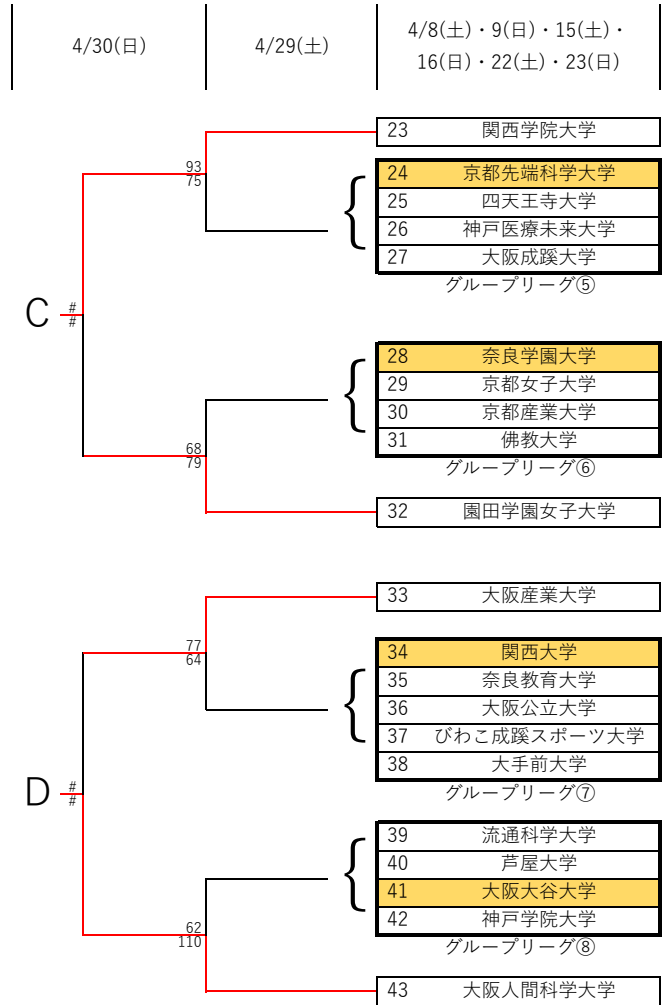 4/30(日)
4/29(土)
4/8(土)・9(日)・15(土)・
16(日)・22(土)・23(日)
23 関西学院大学
93
75
24 京都先端科学大学
25 四天王寺大学
26 神戸医療未来大学
27 大阪成蹊大学
グループリーグ⑤
C
#
#
28 奈良学園大学
29 京都女子大学
30 京都産業大学
31 佛教大学
グループリーグ⑥
68
79
32 園田学園女子大学
33 大阪産業大学
77
64
34 関西大学
35 奈良教育大学
36 大阪公立大学
37 びわこ成蹊スポーツ大学
38 大手前大学
グループリーグ⑦
D
#
#
39 流通科学大学
40 芦屋大学
41 大阪大谷大学
42 神戸学院大学
グループリーグ⑧
62
110
43 大阪人間科学大学